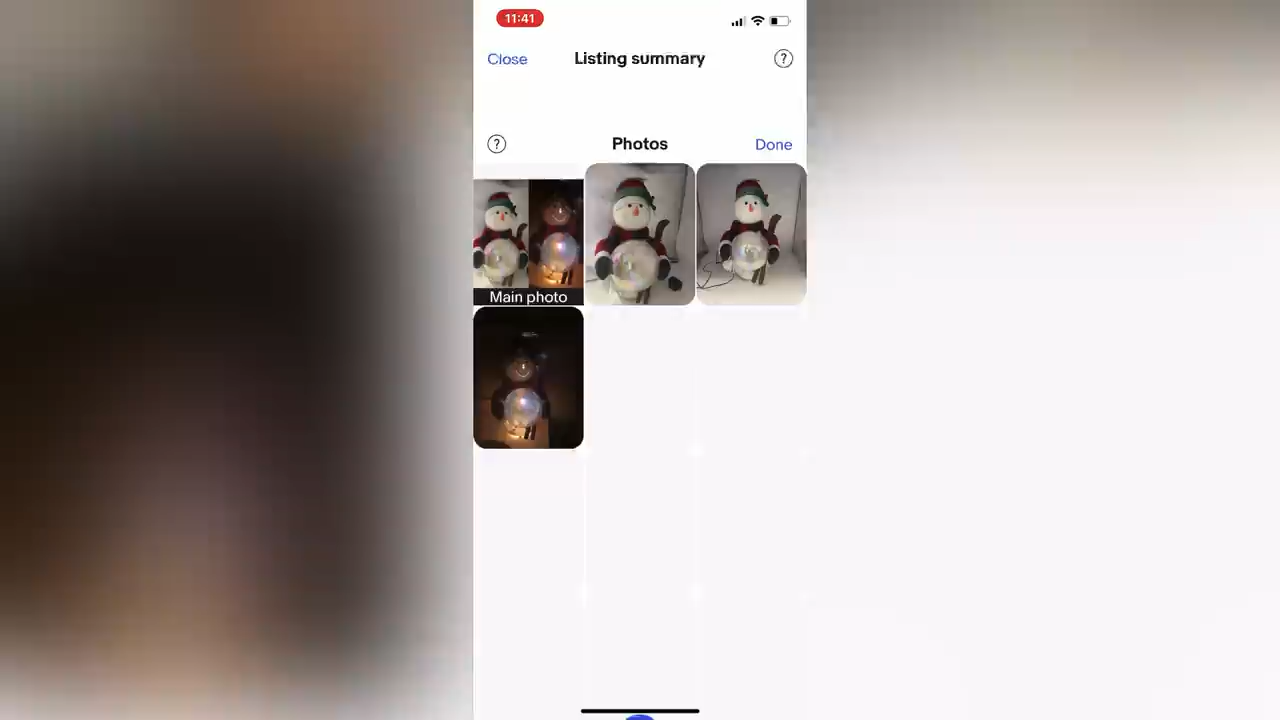 11:41
Close
Listing summary
?
?
Photos
Done
Main photo